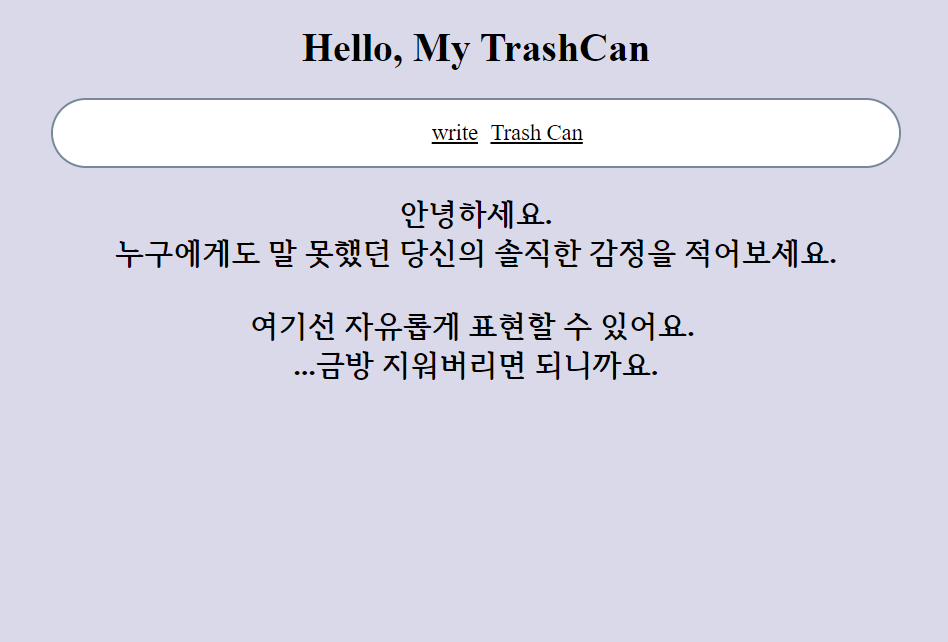 Hello, My TrashCan
write Trash Can
안녕하세요.
누구에게도 말 못했던 당신의 솔직한 감정을 적어보세요.
여기선 자유롭게 표현할 수 있어요.
...금방 지워버리면 되니까요.